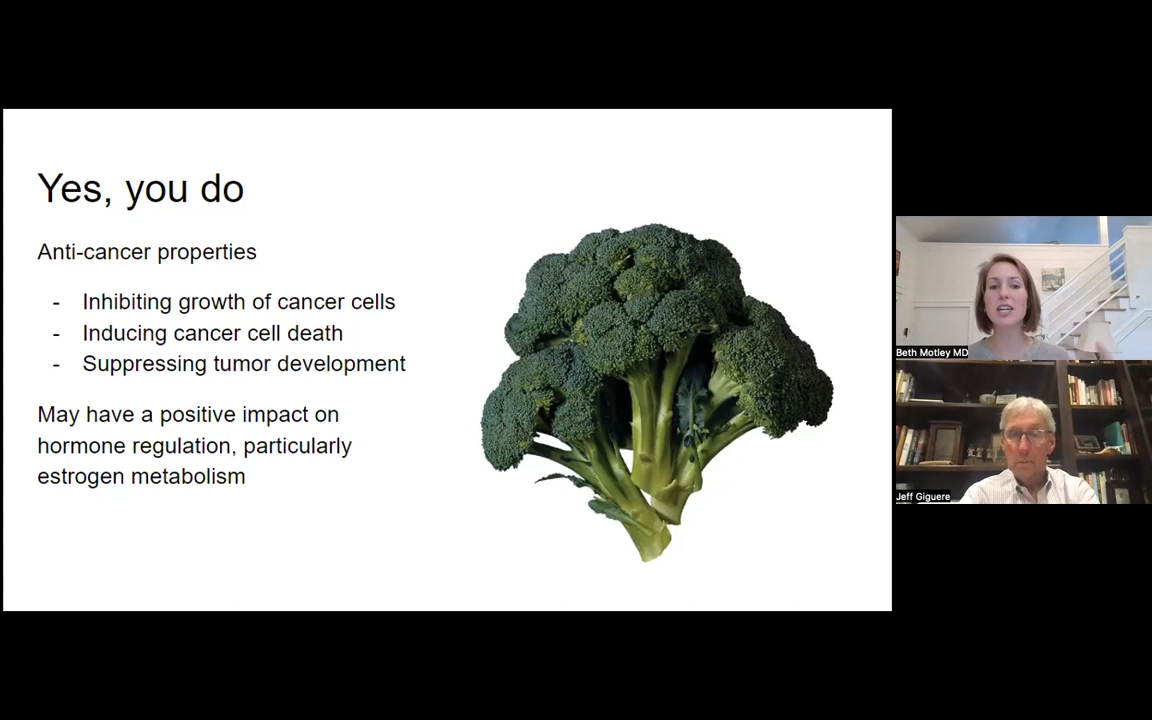 Yes, you do
Anti-cancer properties
- Inhibiting growth of cancer cells
- Inducing cancer cell death
- Suppressing tumor development
May have a positive impact on
hormone regulation, particularly
estrogen metabolism
Beth Motley MD
Jeff Giguere